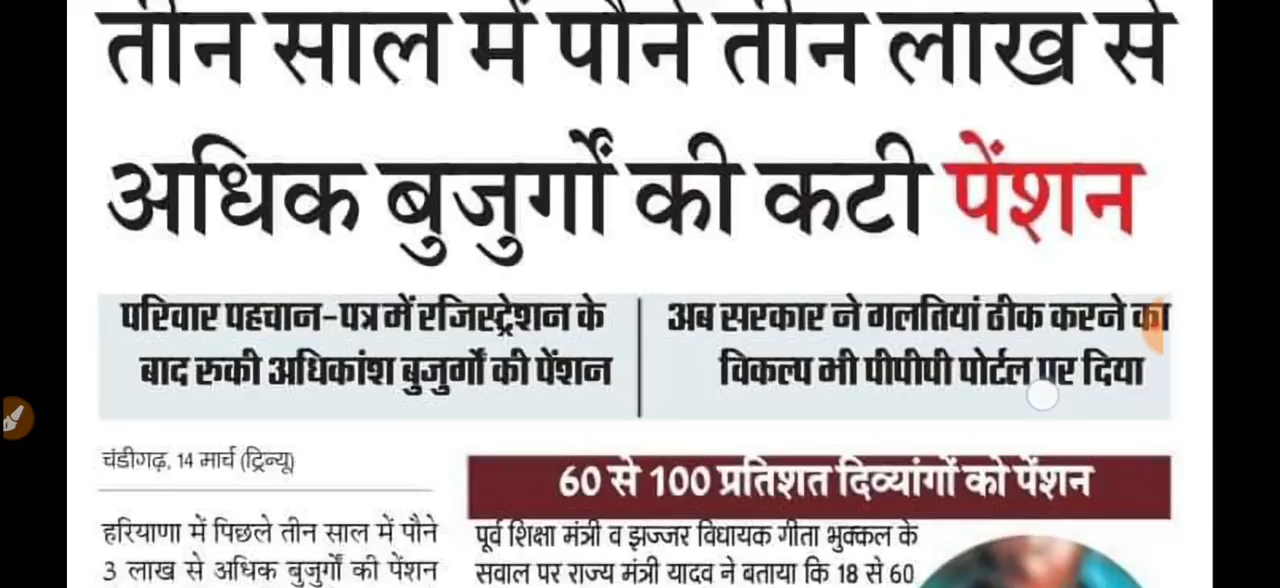 तीन साल में पौने तीन लाख से
अधिक बुजुर्गों की कटी पेंशन
परिवार पहचान-पत्र में रजिस्ट्रेशन के
बाद रुकी अधिकांश बुजुर्गों की पेंशन
अब सरकार ने गलतियां ठीक करने का
विकल्प भी पीपीपी पोर्टल पर दिया
चंडीगढ़, 14 मार्च (ट्रिन्यू)
हरियाणा में पिछले तीन साल में पौने
3 लाख से अधिक बुजुर्गों की पेंशन
60 से 100 प्रतिशत दिव्यांगों को पेंशन
पूर्व शिक्षा मंत्री व झज्जर विधायक गीता भुक्कल के
सवाल पर राज्य मंत्री यादव ने बताया कि 18 से 60